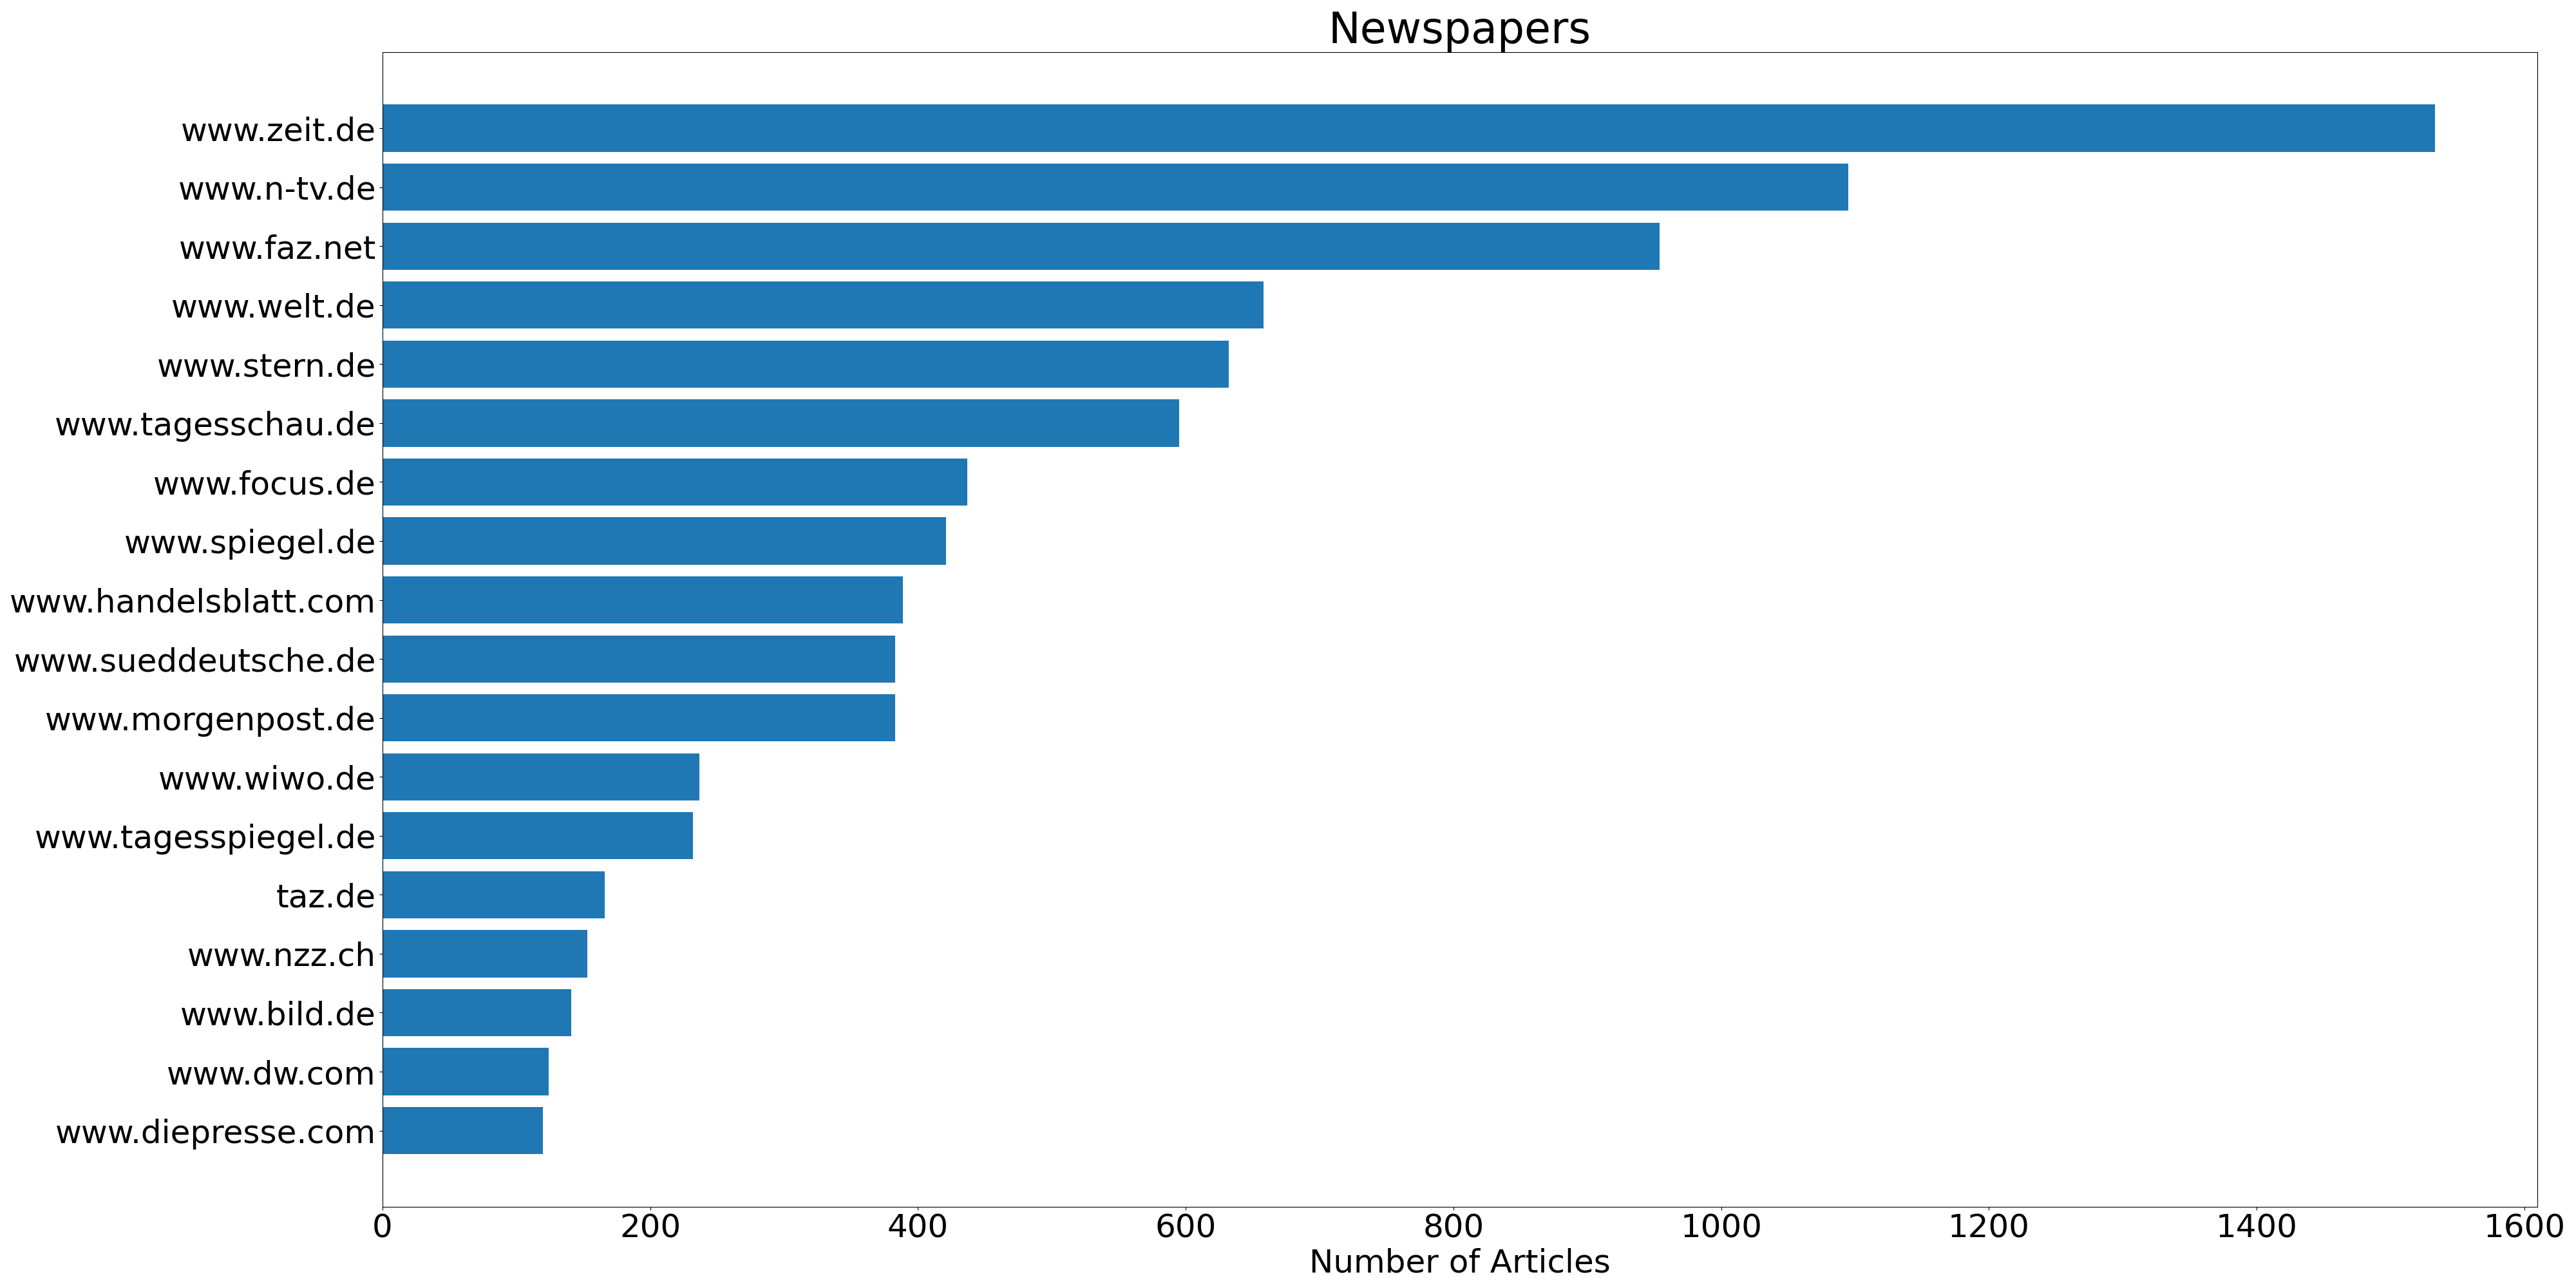 Newspapers
www.zeit.de
www.n-tv.de
www.faz.net
www.welt.de
www.stern.de
www.tagesschau.de
www.focus.de
www.spiegel.de
www.handelsblatt.com
www.sueddeutsche.de
www.morgenpost.de
www.wiwo.de
www.tagesspiegel.de
taz.de
www.nzz.ch
www.bild.de
www.dw.com
www.diepresse.com
0 200 400 600 800 1000 1200 1400 1600
Number of Articles